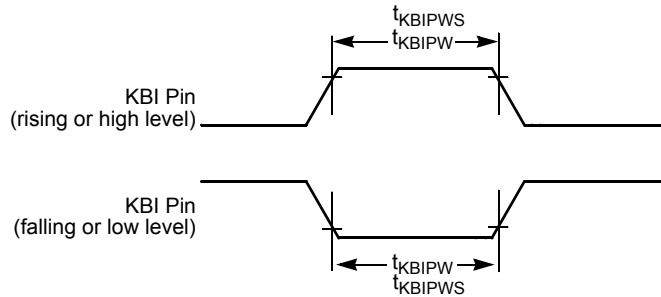 tKBIPWS
tKBIPW
KBI Pin
(rising or high level)
KBI Pin
(falling or low level)
tKBIPW
tKBIPWS